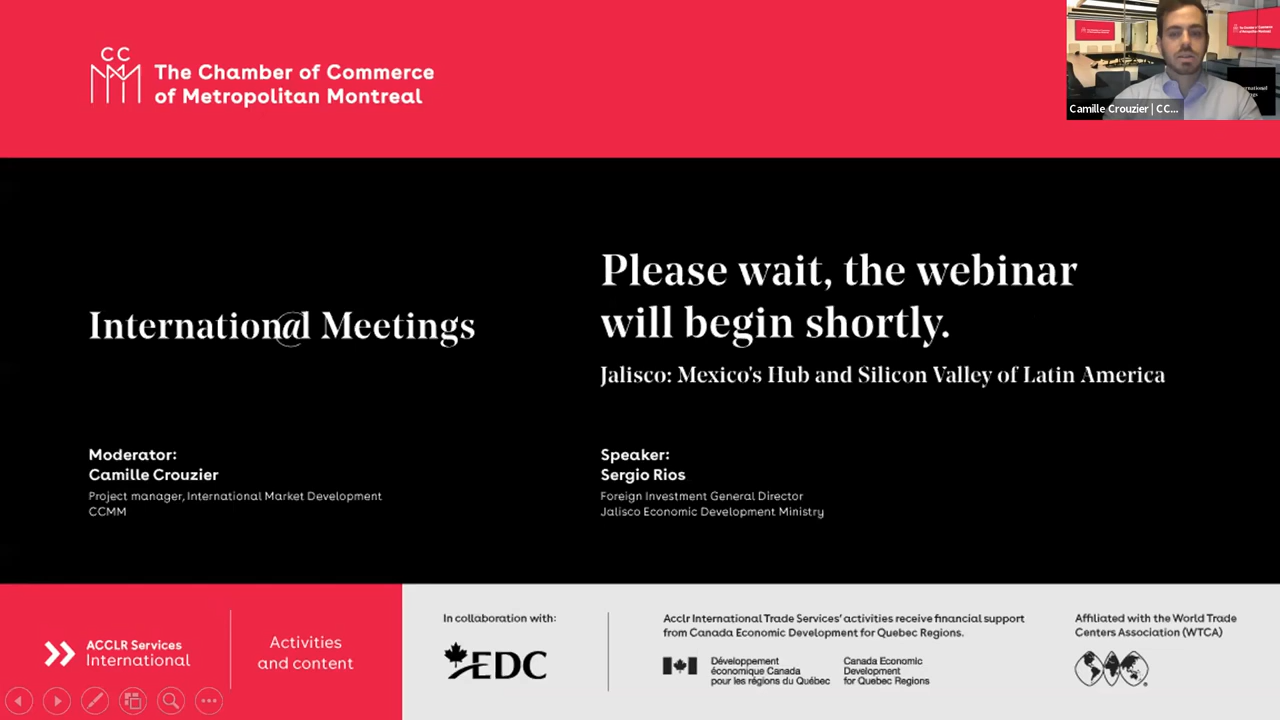 CC
The Chamber of Commerce
of Metropolitan Montreal
Camille Crouzier | CC...
Internation@l Meetings
Please wait, the webinar
will begin shortly.
Jalisco: Mexico's Hub and Silicon Valley of Latin America
Moderator:
Camille Crouzier
Project manager, International Market Development
CCMM
Speaker:
Sergio Rios
Foreign Investment General Director
Jalisco Economic Development Ministry
ACCLR Services
International
Activities
and content
In collaboration with:
EDC
Acclr International Trade Services' activities receive financial support
from Canada Economic Development for Quebec Regions.
Développement
économique Canada
pour les régions du Québec
Canada Economic
Development
for Quebec Regions
Affiliated with the World Trade
Centers Association (WTCA)